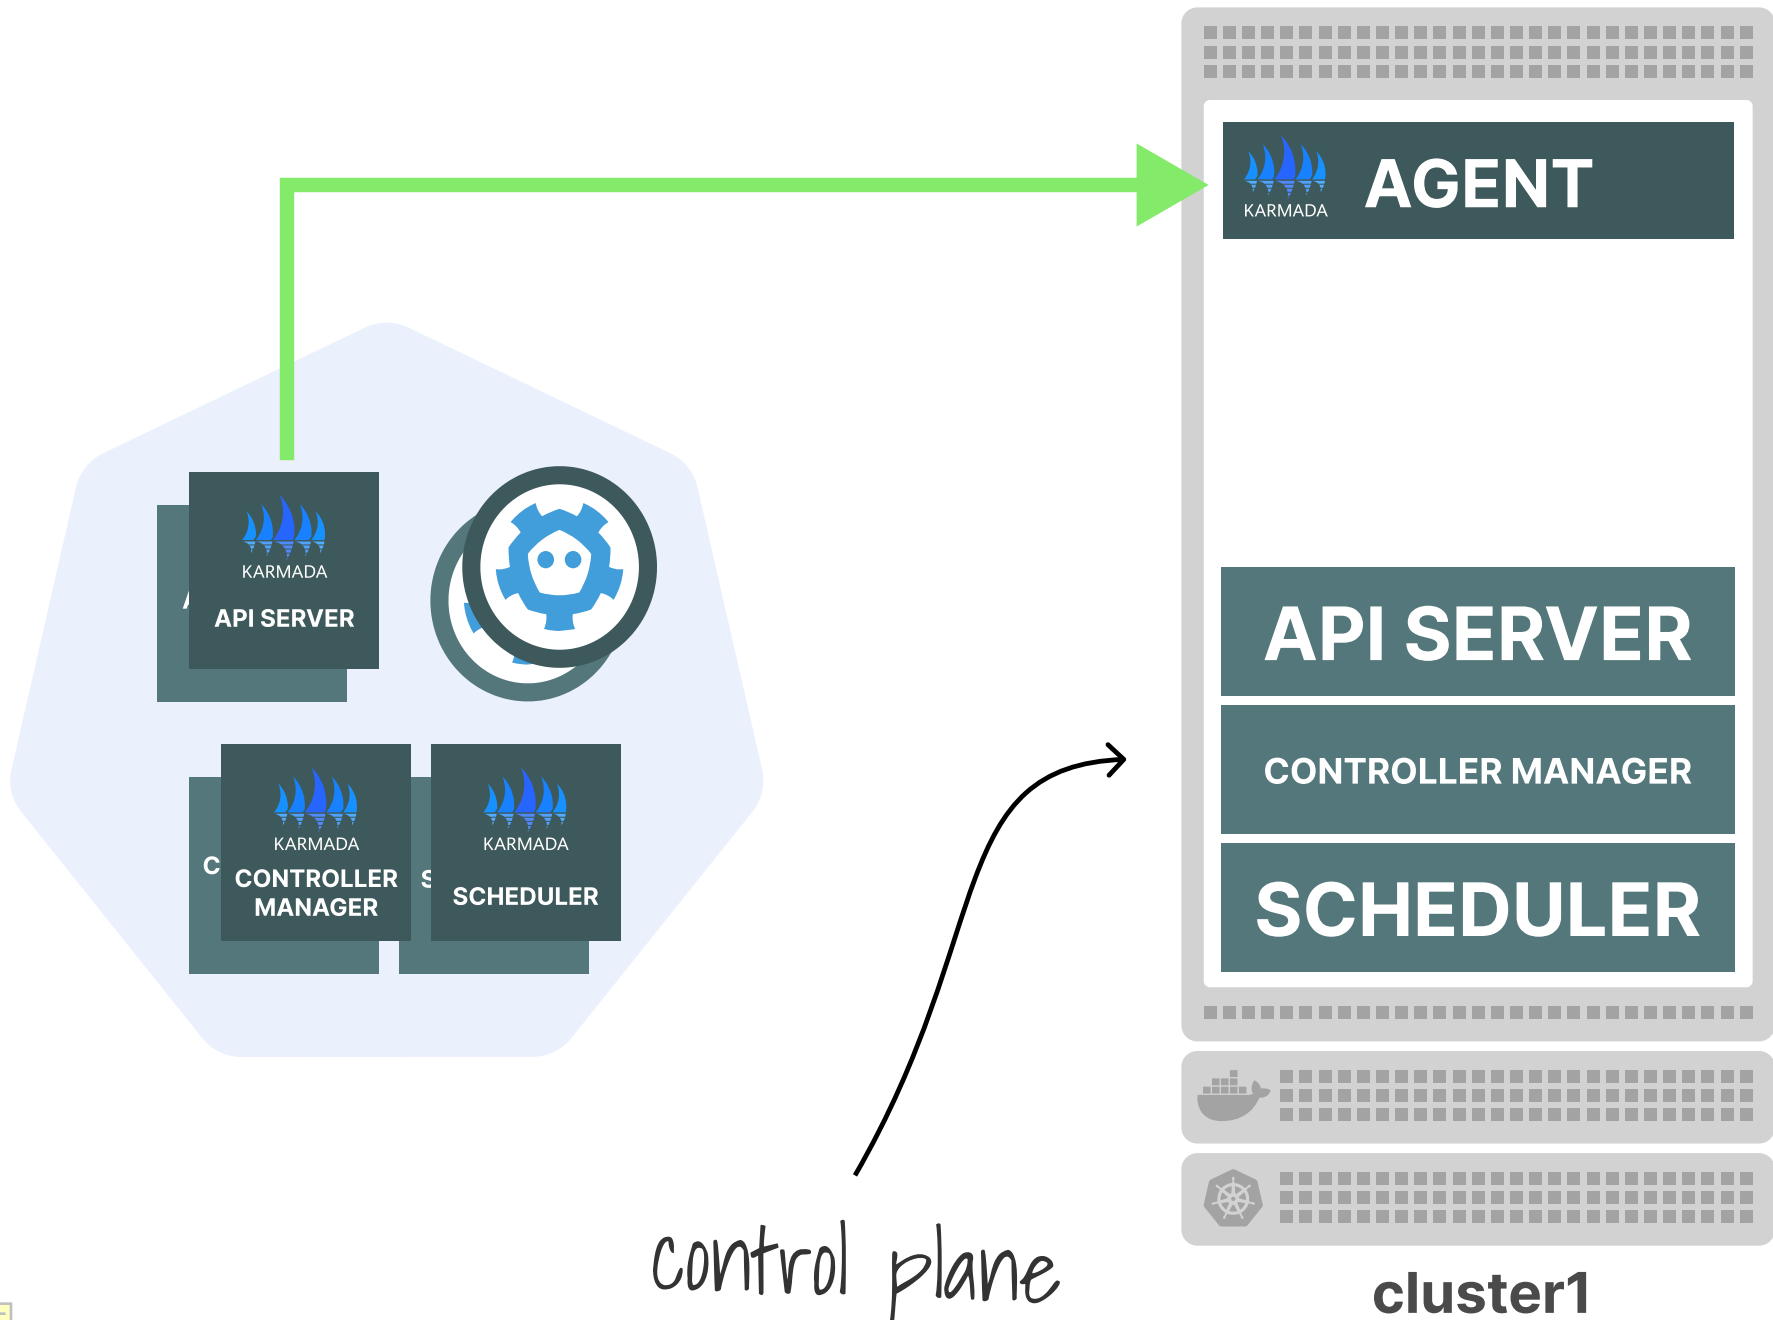 KARMADA
AGENT
KARMADA
API SERVER
KARMADA
CONTROLLER
MANAGER
KARMADA
SCHEDULER
API SERVER
CONTROLLER MANAGER
SCHEDULER
control plane
cluster1